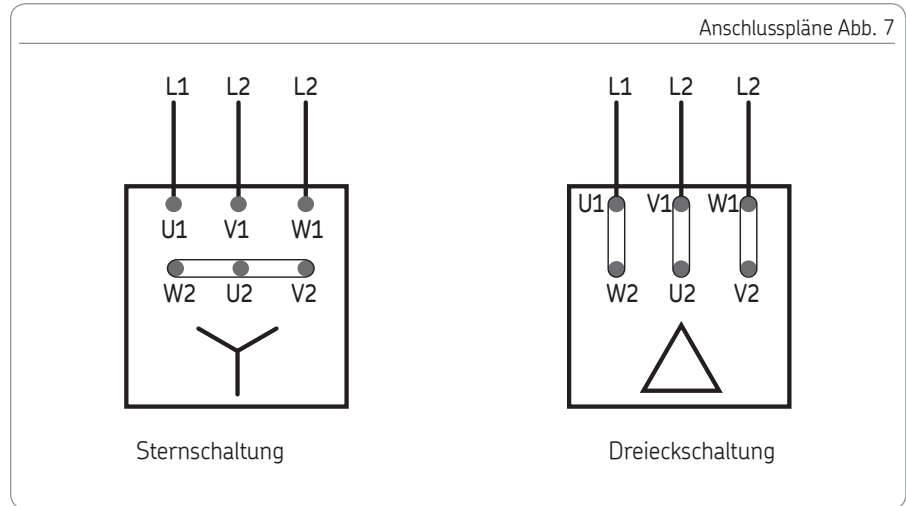 Anschlusspläne Abb. 7
L1 L2 L2
U1 V1 W1
W2 U2 V2
Sternschaltung
L1 L2 L2
U1 V1 W1
W2 U2 V2
Dreieckschaltung